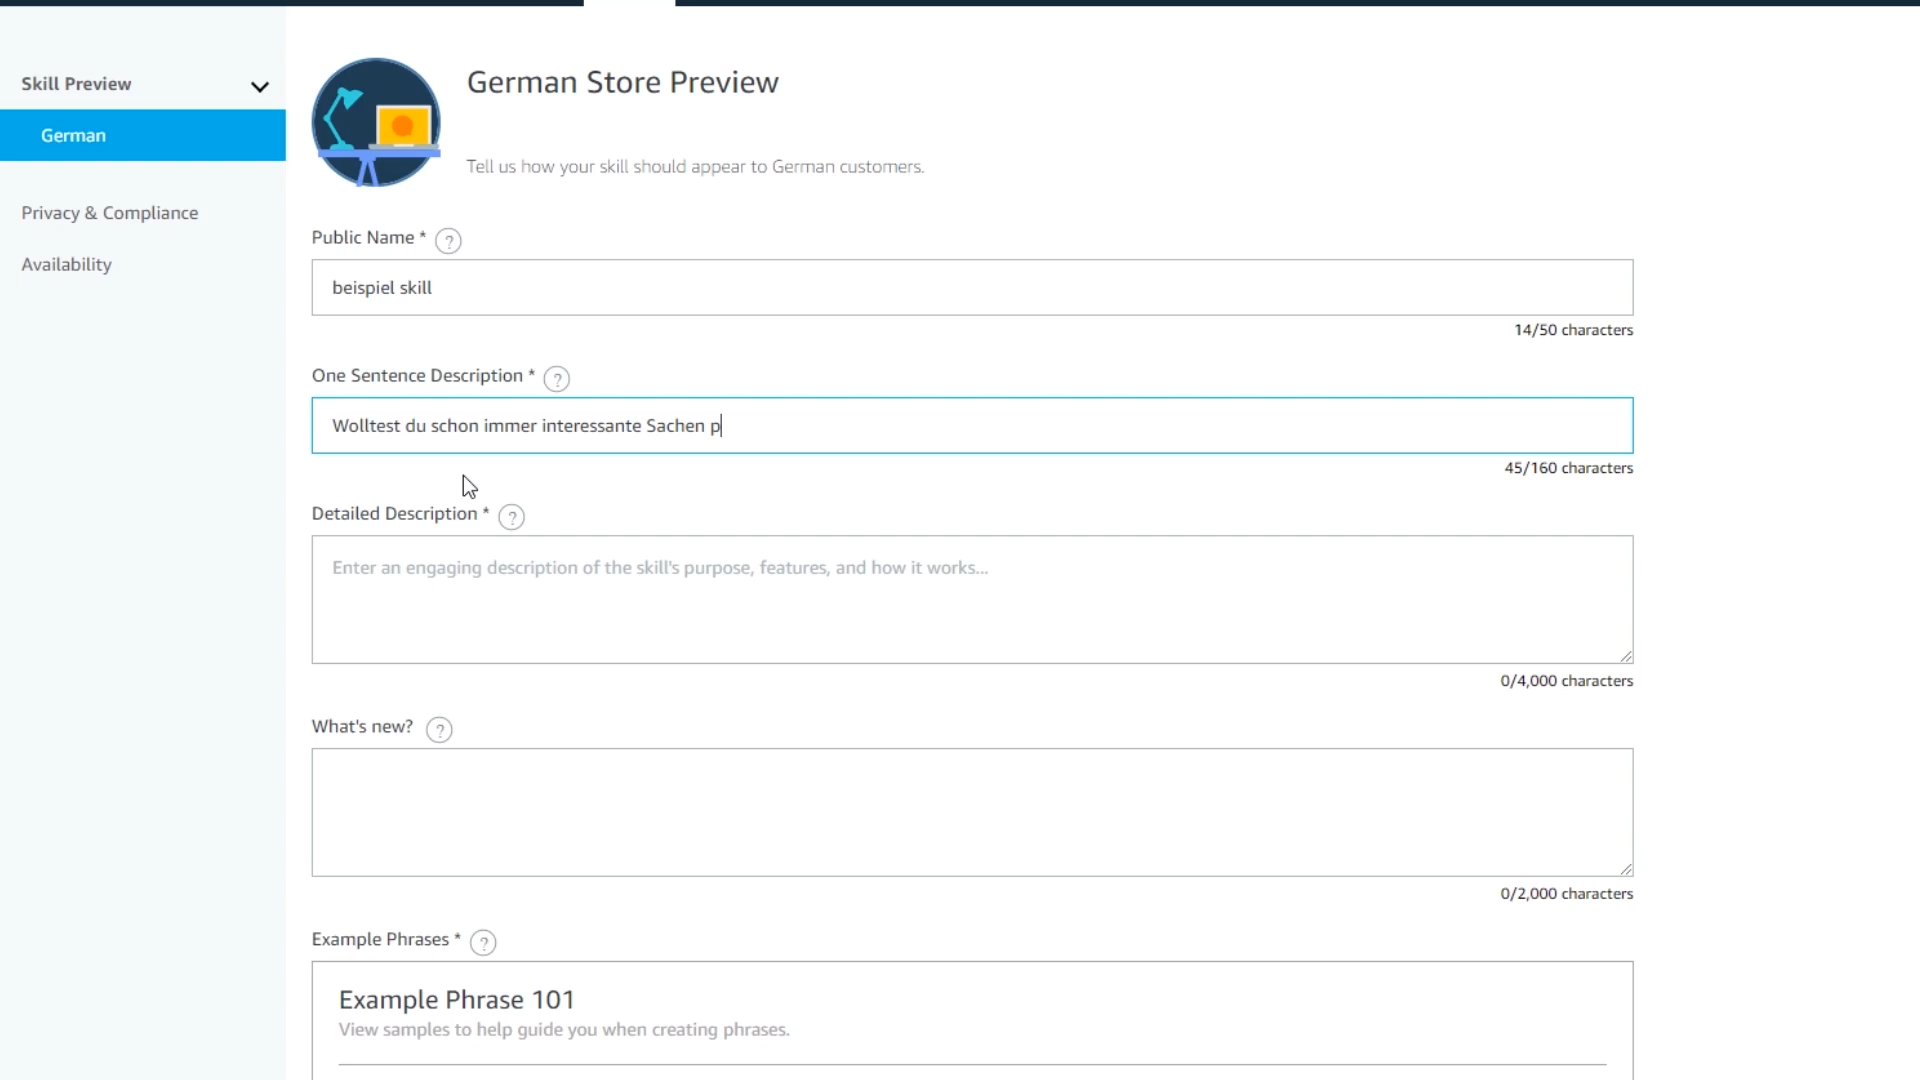 Skill Preview
German
Privacy & Compliance
Availability
German Store Preview
Tell us how your skill should appear to German customers.
Public Name * ?
beispiel skill
14/50 characters
One Sentence Description * ?
Wolltest du schon immer interessante Sachen p
45/160 characters
Detailed Description * ?
Enter an engaging description of the skill's purpose, features, and how it works...
0/4,000 characters
What's new? ?
0/2,000 characters
Example Phrases * ?
Example Phrase 101
View samples to help guide you when creating phrases.